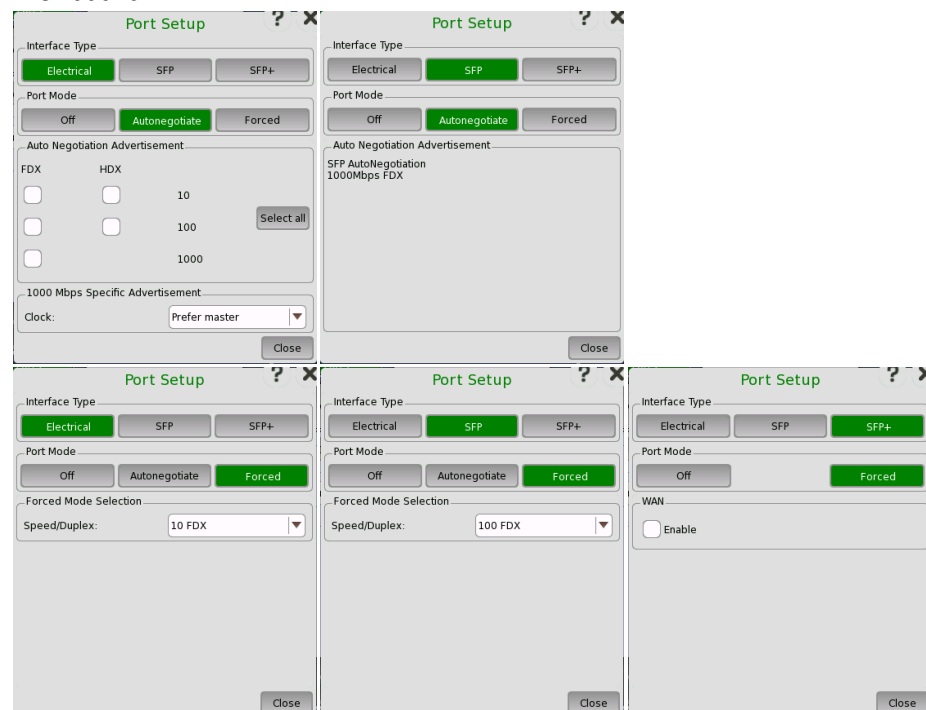 Port Setup ? X
Interface Type
Electrical SFP SFP+
Port Mode
Off Autonegotiate Forced
Auto Negotiation Advertisement
FDX HDX
10
100
Select all
1000
1000 Mbps Specific Advertisement
Clock: Prefer master
Close
Port Setup ? X
Interface Type
Electrical SFP SFP+
Port Mode
Off Autonegotiate Forced
Auto Negotiation Advertisement
SFP AutoNegotiation
1000Mbps FDX
Close
Port Setup ? X
Interface Type
Electrical SFP SFP+
Port Mode
Off Autonegotiate Forced
Forced Mode Selection
Speed/Duplex: 10 FDX
Close
Port Setup ? X
Interface Type
Electrical SFP SFP+
Port Mode
Off Autonegotiate Forced
Forced Mode Selection
Speed/Duplex: 100 FDX
Close
Port Setup ?
Interface Type
Electrical SFP SFP+
Port Mode
Off Forced
WAN
Enable
Close